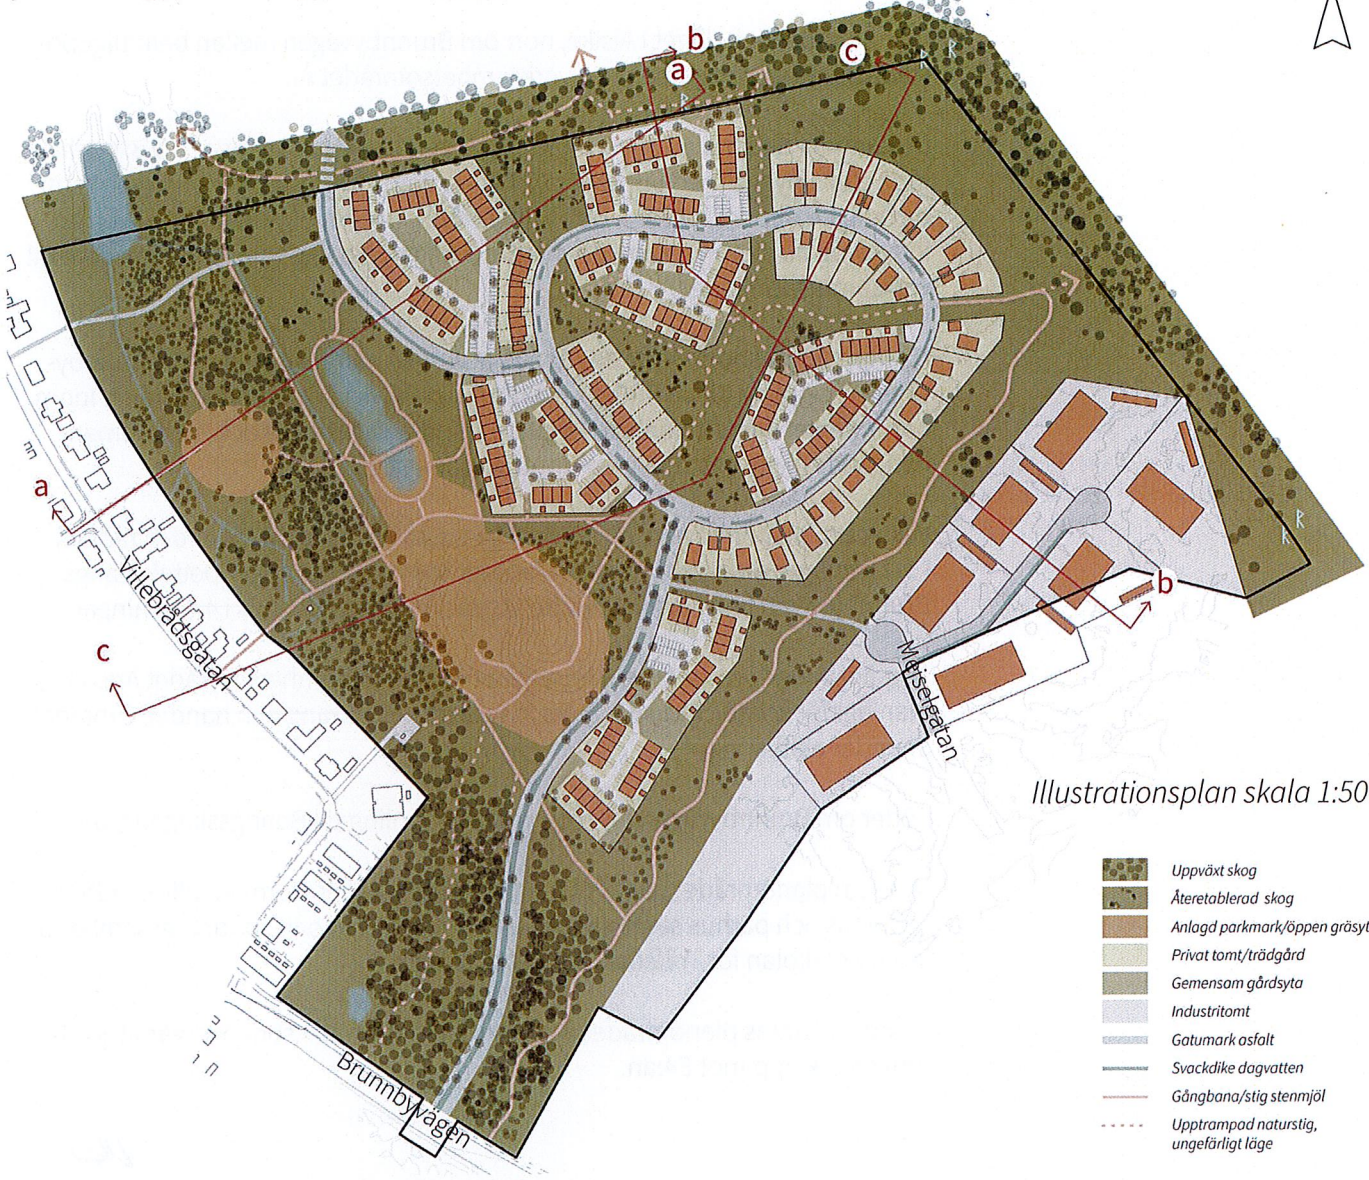 b
a
c
a
Villebrådsgatan
b
c
Mejselgatan
Illustrationsplan skala 1:50
Uppväxt skog
Återetablerad skog
Anlagd parkmark/öppen gräsyt
Privat tomt/trädgård
Gemensam gårdsyta
Industritomt
Gatumark asfalt
Svackdike dagvatten
Gångbana/stig stenmjöl
Upptrampad naturstig,
ungefärligt läge
Brunnbyvägen
R
R
R
R